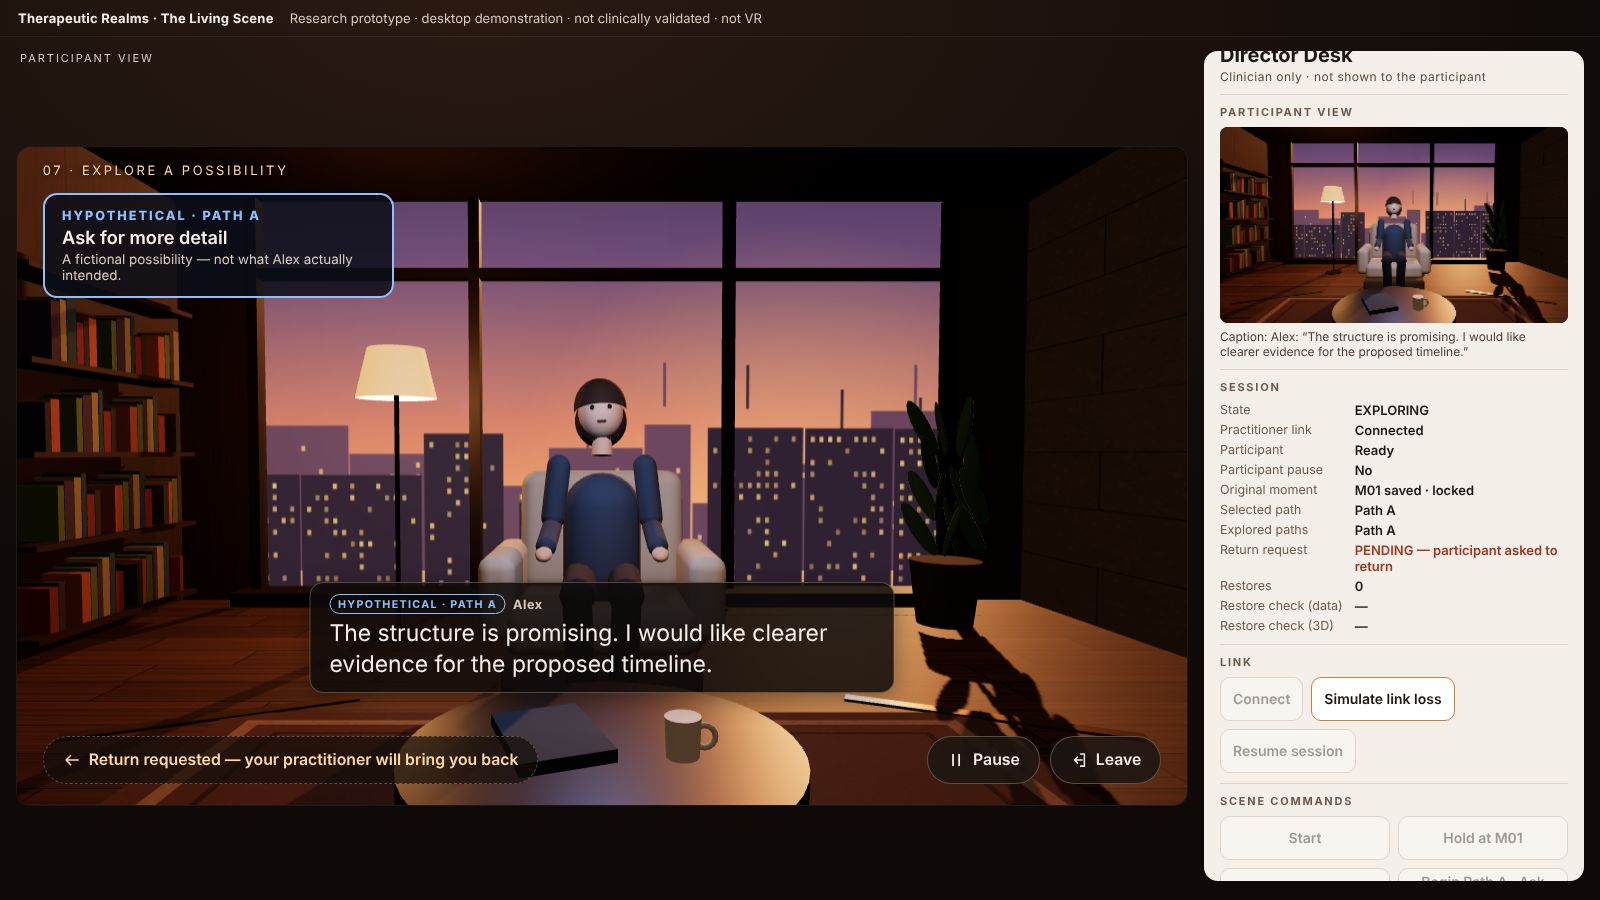 Therapeutic Realms · The Living Scene
Research prototype · desktop demonstration · not clinically validated · not VR
PARTICIPANT VIEW
07 · EXPLORE A POSSIBILITY
HYPOTHETICAL · PATH A
Ask for more detail
A fictional possibility — not what Alex actually
intended.
HYPOTHETICAL · PATH A
Alex
The structure is promising. I would like clearer
evidence for the proposed timeline.
← Return requested — your practitioner will bring you back
Pause
Leave
Director Desk
Clinician only · not shown to the participant
PARTICIPANT VIEW
Caption: Alex: “The structure is promising. I would like
clearer evidence for the proposed timeline.”
SESSION
State EXPLORING
Practitioner link Connected
Participant Ready
Participant pause No
Original moment M01 saved · locked
Selected path Path A
Explored paths Path A
Return request PENDING — participant asked to
return
Restores 0
Restore check (data) —
Restore check (3D) —
LINK
Connect
Simulate link loss
Resume session
SCENE COMMANDS
Start
Hold at M01
Begin Path A · Ask